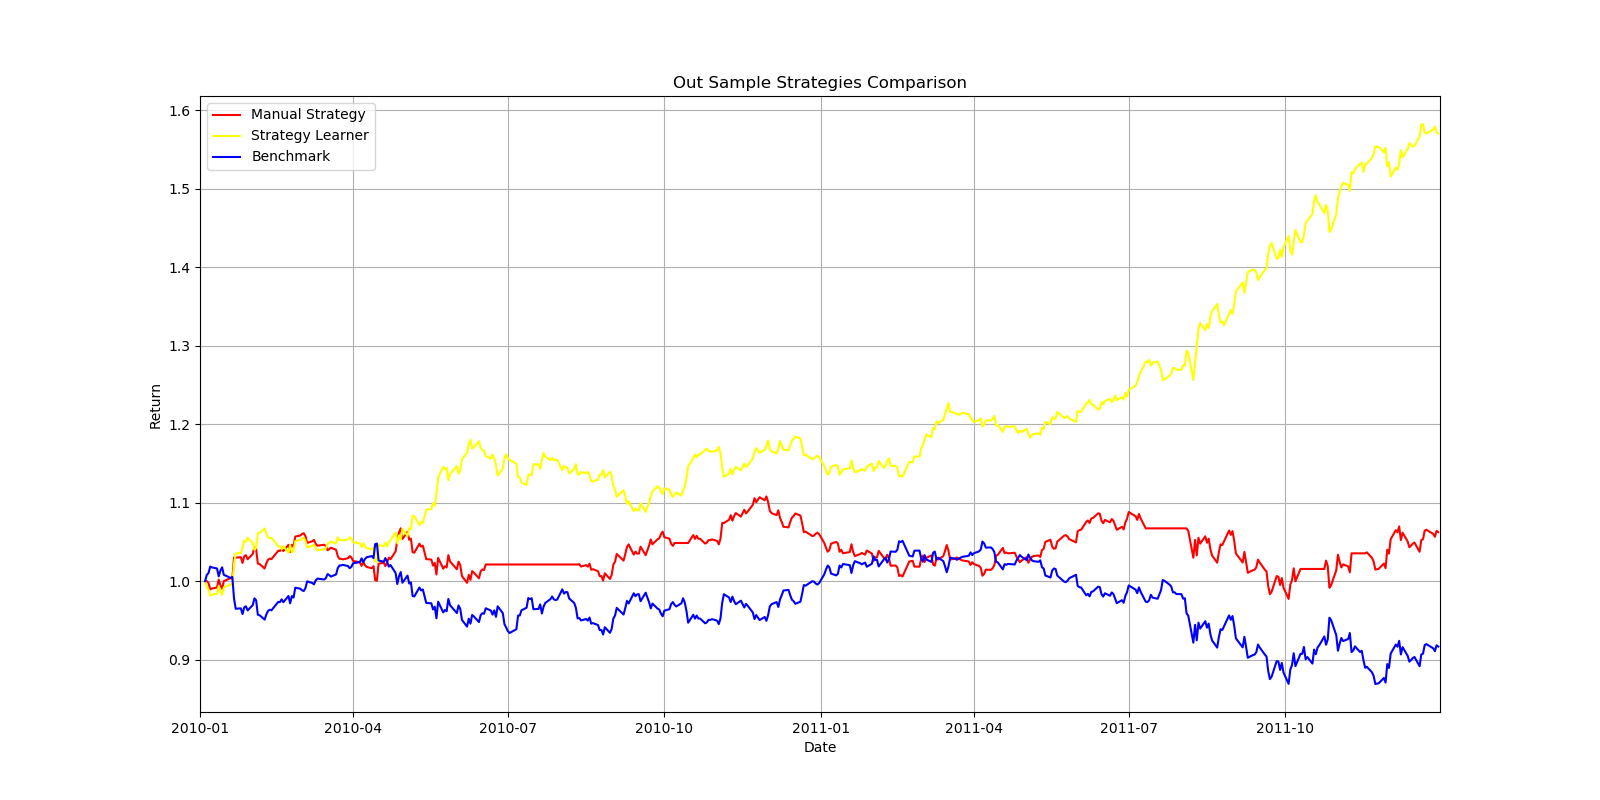 Out Sample Strategies Comparison
Manual Strategy
Strategy Learner
Benchmark
1.6
1.5
1.4
1.3
1.2
1.1
1.0
0.9
Return
2010-01
2010-04
2010-07
2010-10
2011-01
2011-04
2011-07
2011-10
Date